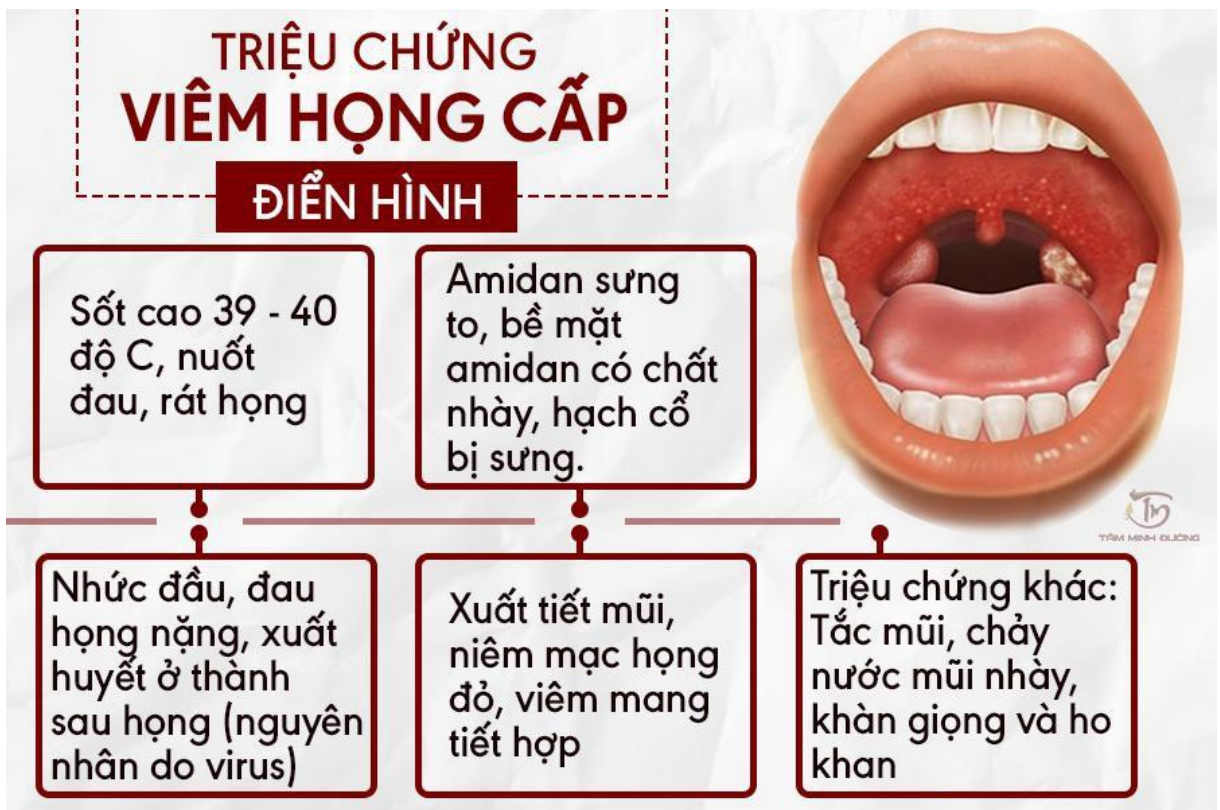 TRIỆU CHỨNG
VIÊM HỌNG CẤP
ĐIỂN HÌNH
Sốt cao 39 - 40
độ C, nuốt
đau, rát họng
Amidan sưng
to, bề mặt
amidan có chất
nhày, hạch cổ
bị sưng.
TÂM MINH ĐƯỜNG
Nhức đầu, đau
họng nặng, xuất
huyết ở thành
sau họng (nguyên
nhân do virus)
Xuất tiết mũi,
niêm mạc họng
đỏ, viêm mang
tiết hợp
Triệu chứng khác:
Tắc mũi, chảy
nước mũi nhày,
khàn giọng và ho
khan